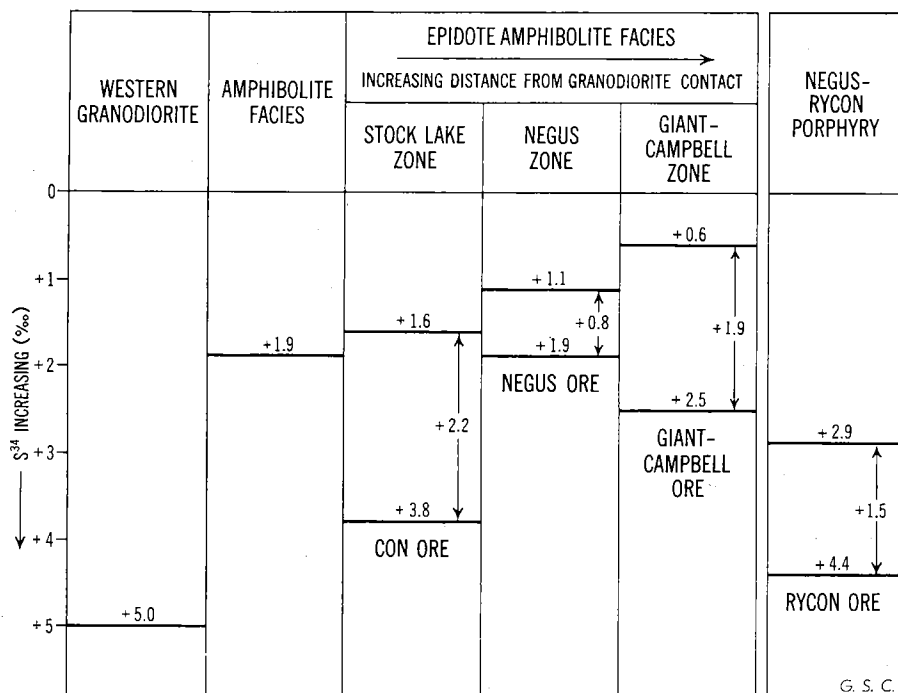 EPIDOTE AMPHIBOLITE FACIES
INCREASING DISTANCE FROM GRANODIORITE CONTACT
WESTERN
GRANODIORITE
AMPHIBOLITE
FACIES
STOCK LAKE
ZONE
NEGUS
ZONE
GIANT-
CAMPBELL
ZONE
NEGUS-
RYCON
PORPHYRY
S³⁴ INCREASING (‰)
0
+1
+2
+3
+4
+5
+5.0
+1.9
+1.6
+2.2
+3.8
CON ORE
+1.1
+0.8
+1.9
NEGUS ORE
+0.6
+1.9
+2.5
GIANT-
CAMPBELL
ORE
+2.9
+1.5
+4.4
RYCON ORE
G. S. C.